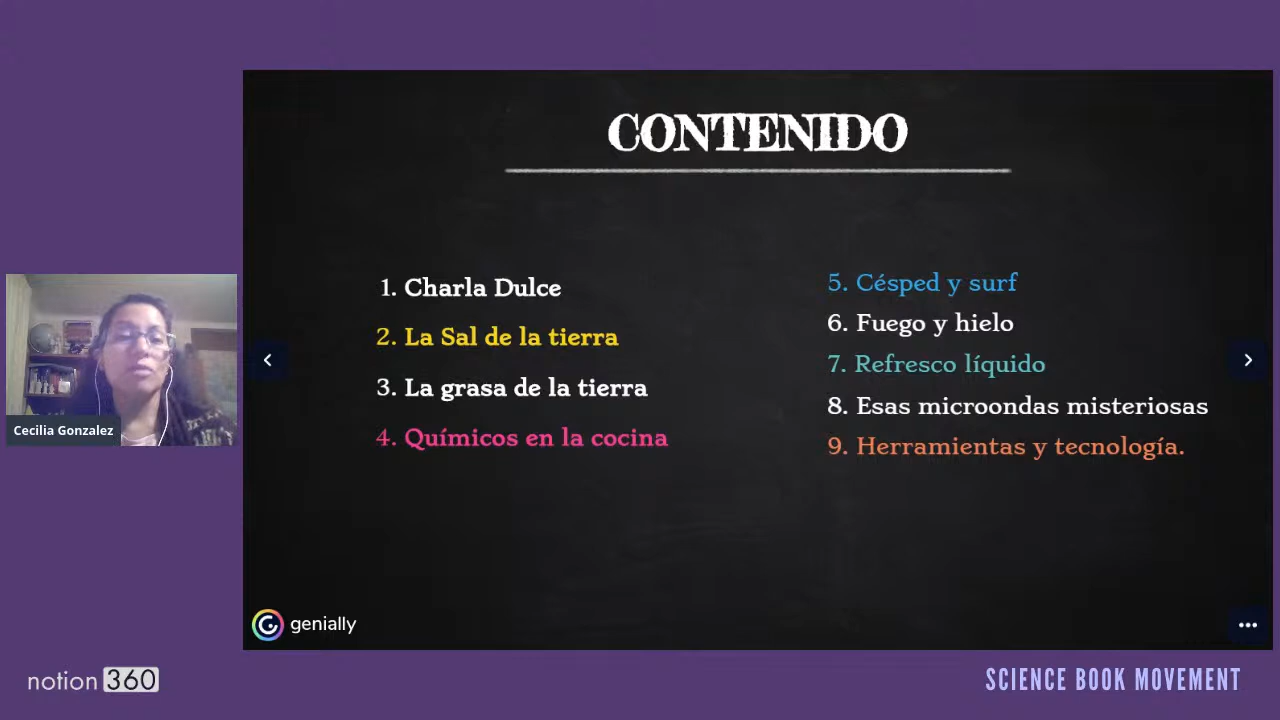 CONTENIDO
1. Charla Dulce
2. La Sal de la tierra
3. La grasa de la tierra
4. Químicos en la cocina
5. Césped y surf
6. Fuego y hielo
7. Refresco líquido
8. Esas microondas misteriosas
9. Herramientas y tecnología.
Cecilia Gonzalez
genially
notion 360
SCIENCE BOOK MOVEMENT